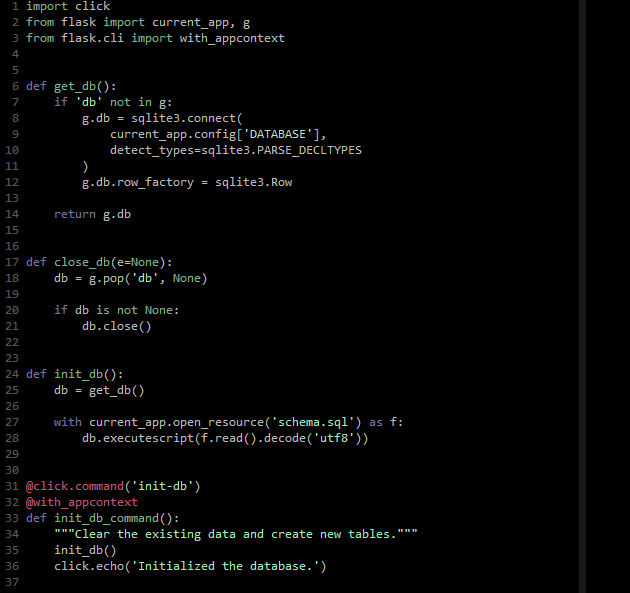 1 import click
2 from flask import current_app, g
3 from flask.cli import with_appcontext
4
5
6 def get_db():
7     if 'db' not in g:
8         g.db = sqlite3.connect(
9             current_app.config['DATABASE'],
10             detect_types=sqlite3.PARSE_DECLTYPES
11         )
12         g.db.row_factory = sqlite3.Row
13
14     return g.db
15
16
17 def close_db(e=None):
18     db = g.pop('db', None)
19
20     if db is not None:
21         db.close()
22
23
24 def init_db():
25     db = get_db()
26
27     with current_app.open_resource('schema.sql') as f:
28         db.executescript(f.read().decode('utf8'))
29
30
31 @click.command('init-db')
32 @with_appcontext
33 def init_db_command():
34     """Clear the existing data and create new tables."""
35     init_db()
36     click.echo('Initialized the database.')
37